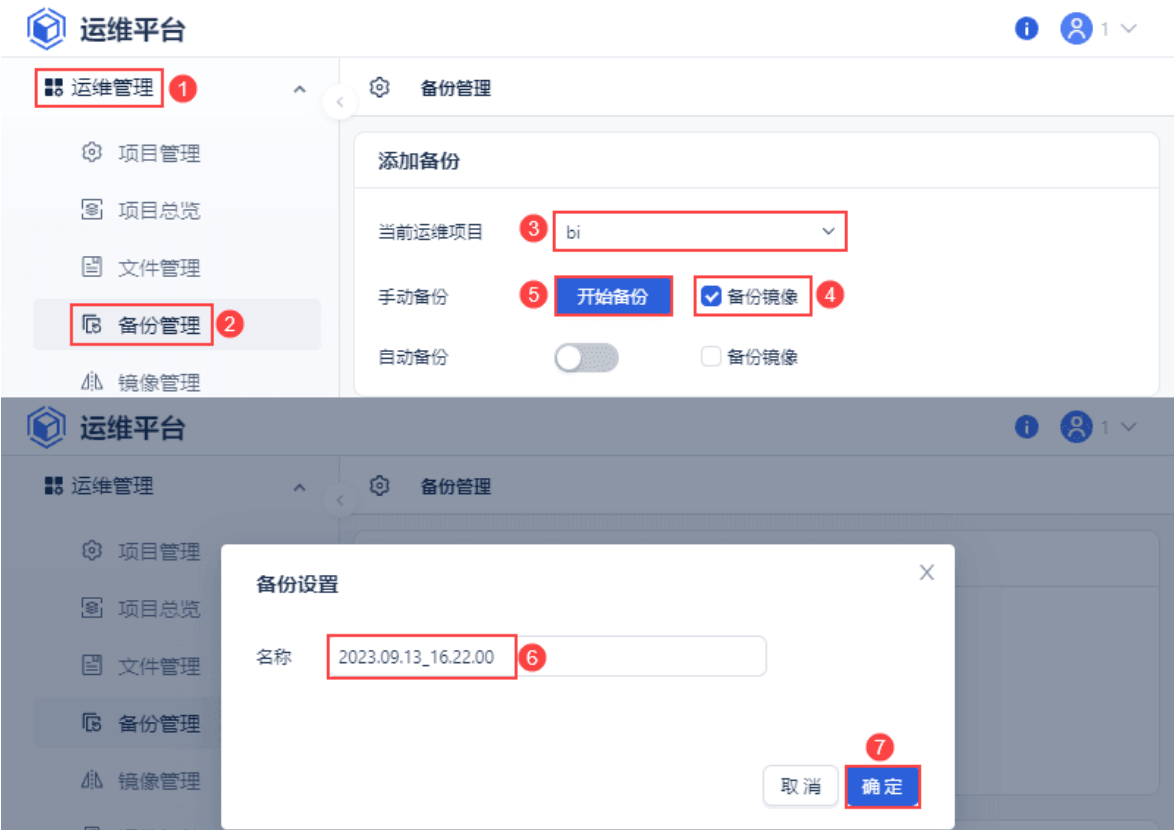 运维平台
1
运维管理 1
备份管理
项目管理
项目总览
文件管理
备份管理 2
镜像管理
添加备份
当前运维项目 3 bi
手动备份 5 开始备份 备份镜像 4
自动备份 备份镜像
运维平台
1
运维管理
备份管理
项目管理
项目总览
文件管理
备份管理
镜像管理
备份设置
名称 2023.09.13_16.22.00 6
7
取消 确定